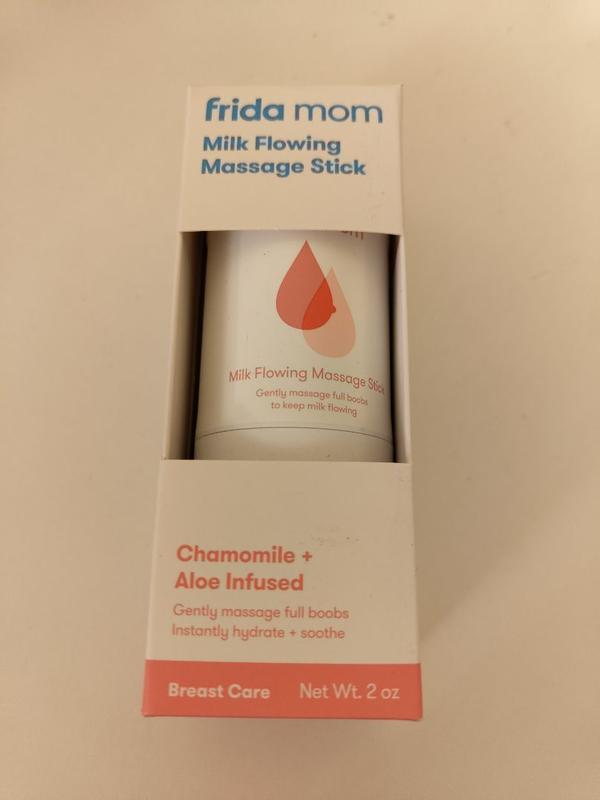 frida mom
Milk Flowing
Massage Stick
Milk Flowing Massage Stick
Gently massage full boobs
to keep milk flowing
Chamomile +
Aloe Infused
Gently massage full boobs
Instantly hydrate + soothe
Breast Care Net Wt. 2 oz